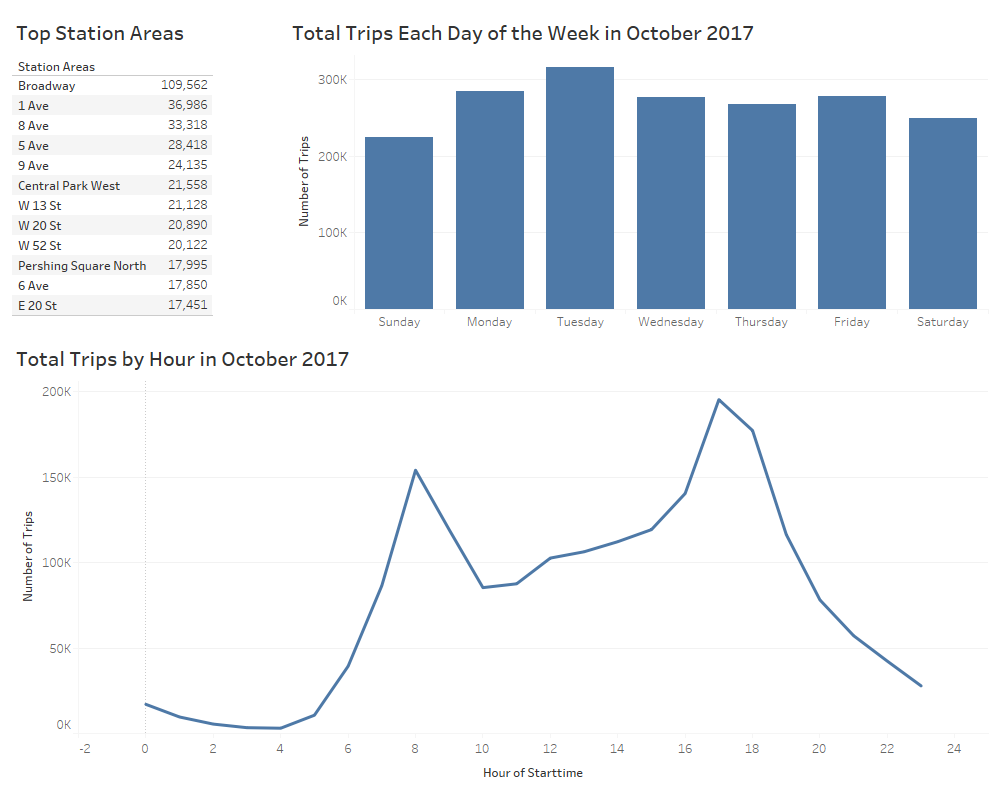 Top Station Areas
Station Areas
Broadway 109,562
1 Ave 36,986
8 Ave 33,318
5 Ave 28,418
9 Ave 24,135
Central Park West 21,558
W 13 St 21,128
W 20 St 20,890
W 52 St 20,122
Pershing Square North 17,995
6 Ave 17,850
E 20 St 17,451
Total Trips Each Day of the Week in October 2017
Number of Trips
300K
200K
100K
0K
Sunday Monday Tuesday Wednesday Thursday Friday Saturday
Total Trips by Hour in October 2017
Number of Trips
200K
150K
100K
50K
0K
-2 0 2 4 6 8 10 12 14 16 18 20 22 24
Hour of Starttime